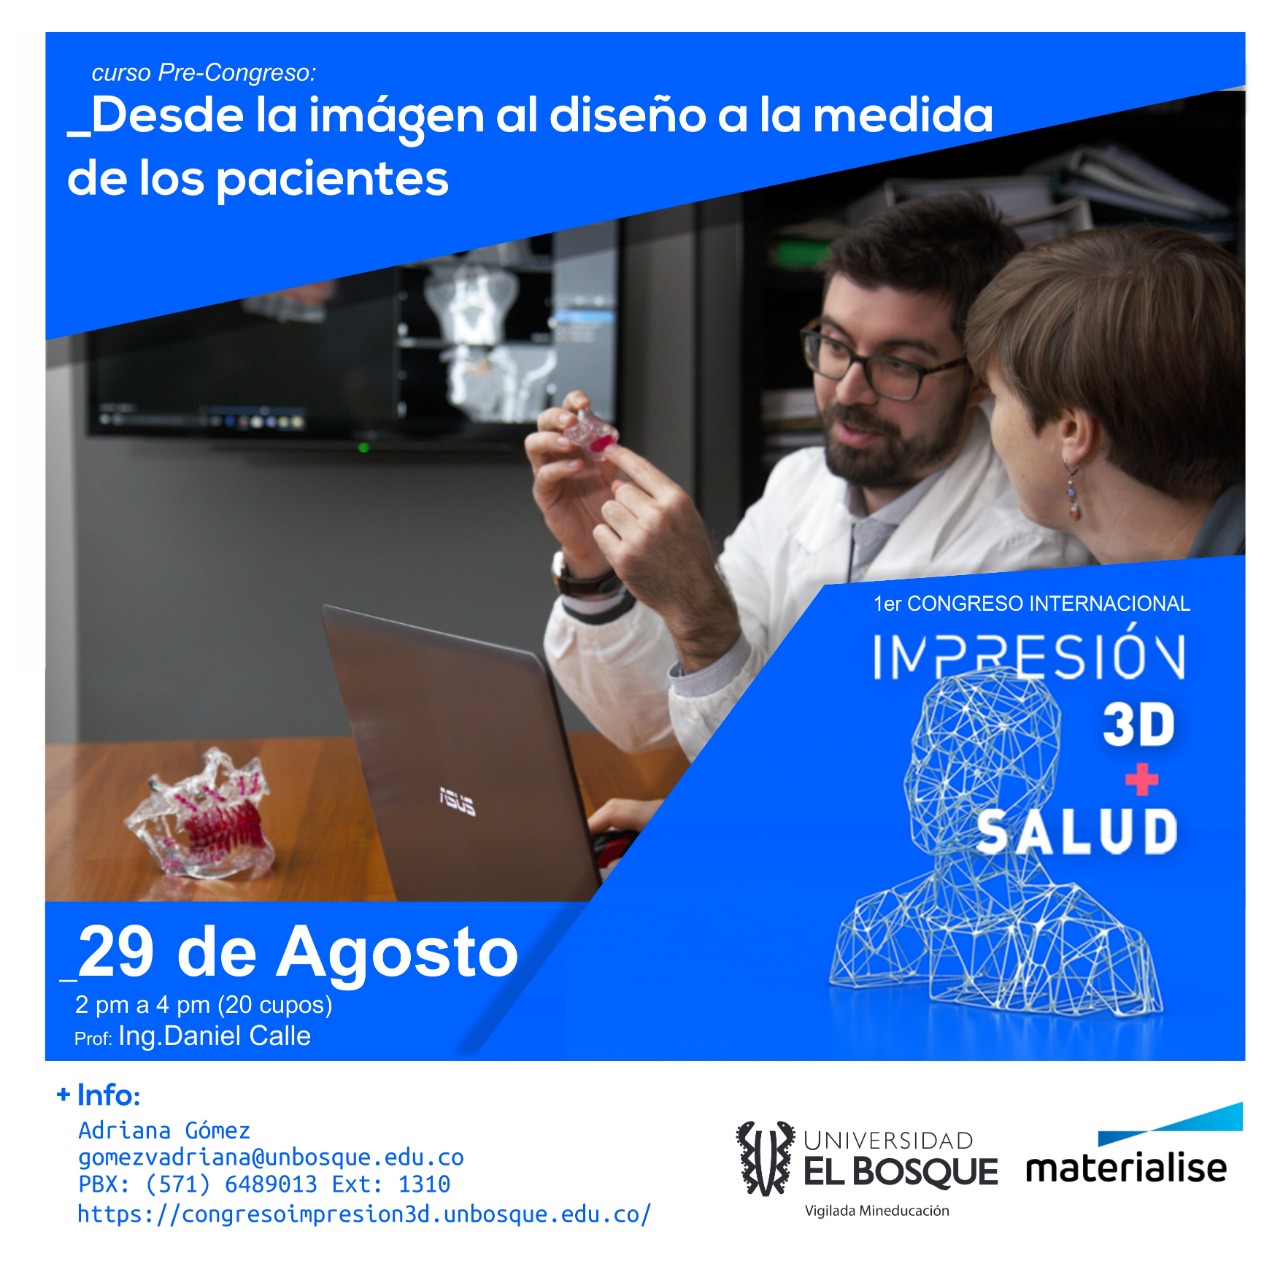 curso Pre-Congreso:
_Desde la imágen al diseño a la medida
de los pacientes
ASUS
1er CONGRESO INTERNACIONAL
IMPRESIÓN
3D
+
SALUD
_29 de Agosto
2 pm a 4 pm (20 cupos)
Prof: Ing.Daniel Calle
+ Info:
Adriana Gómez
gomezvadriana@unbosque.edu.co
PBX: (571) 6489013 Ext: 1310
https://congresoimpresion3d.unbosque.edu.co/
UNIVERSIDAD
EL BOSQUE
Vigilada Mineducación
materialise